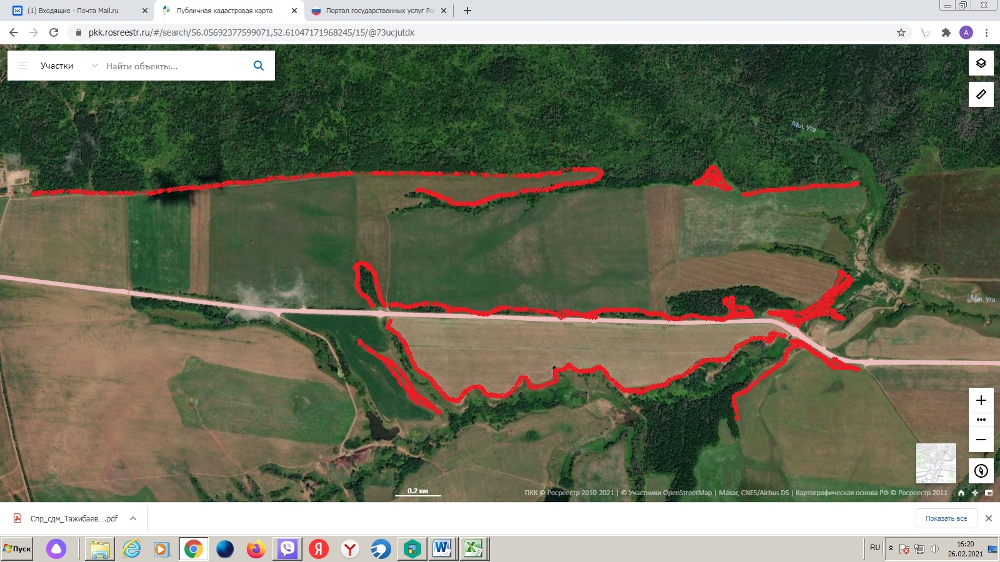 (1) Входящие - Почта Mail.ru
Публичная кадастровая карта
Портал государственных услуг Ро
pkk.rosreestr.ru/#/search/56.05692377599071,52.61047171968245/15/@73ucjutdx
A
Участки
Найти объекты...
Мал. Уга
Мал. Уга
0.2 км
ПКК © Росреестр 2010-2021 | © Участники OpenStreetMap | Maxar, CNES/Airbus DS | Картографическая основа РФ © Росреестр 2011
Спр_сдм_Тажибаев....pdf
Показать все
Пуск
RU
16:20
26.02.2021